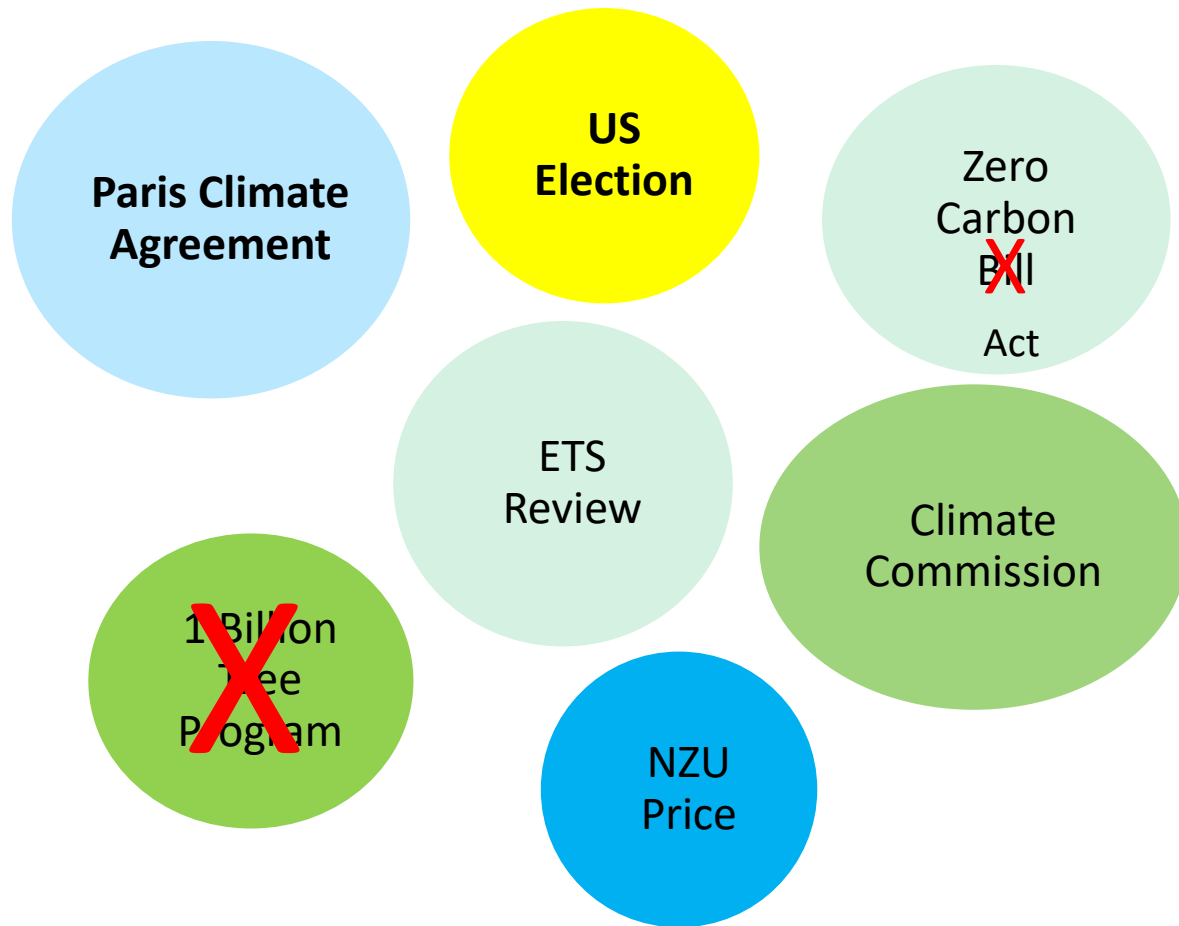 Paris Climate
Agreement
US
Election
Zero
Carbon
Bill
X
Act
ETS
Review
Climate
Commission
1 Billion
Tree
Program
X
NZU
Price